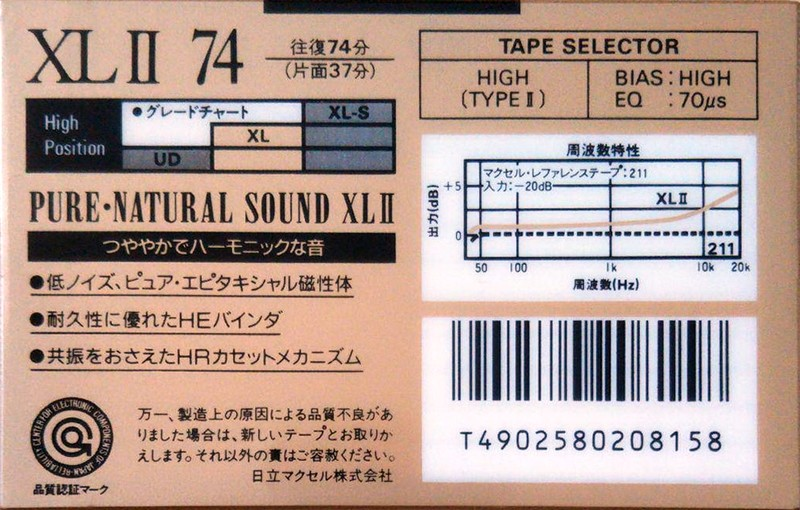 XL II 74
往復74分
(片面37分)
High
Position
●グレードチャート
XL-S
XL
UD
PURE・NATURAL SOUND XL II
つややかでハーモニックな音
●低ノイズ、ピュア・エピタキシャル磁性体
●耐久性に優れたHEバインダ
●共振をおさえたHRカセットメカニズム
CENTER FOR ELECTRONIC COMPONENTS OF JAPAN・RELIABILITY
品質認証マーク
万一、製造上の原因による品質不良があ
りました場合は、新しいテープとお取りか
えします。それ以外の責はご容赦ください。
日立マクセル株式会社
TAPE SELECTOR
HIGH
(TYPE II)
BIAS : HIGH
EQ : 70μs
周波数特性
マクセル・レファレンステープ:211
入力:−20dB
出力(dB)
+5
0
XL II
211
50 100 1k 10k 20k
周波数(Hz)
T4902580208158